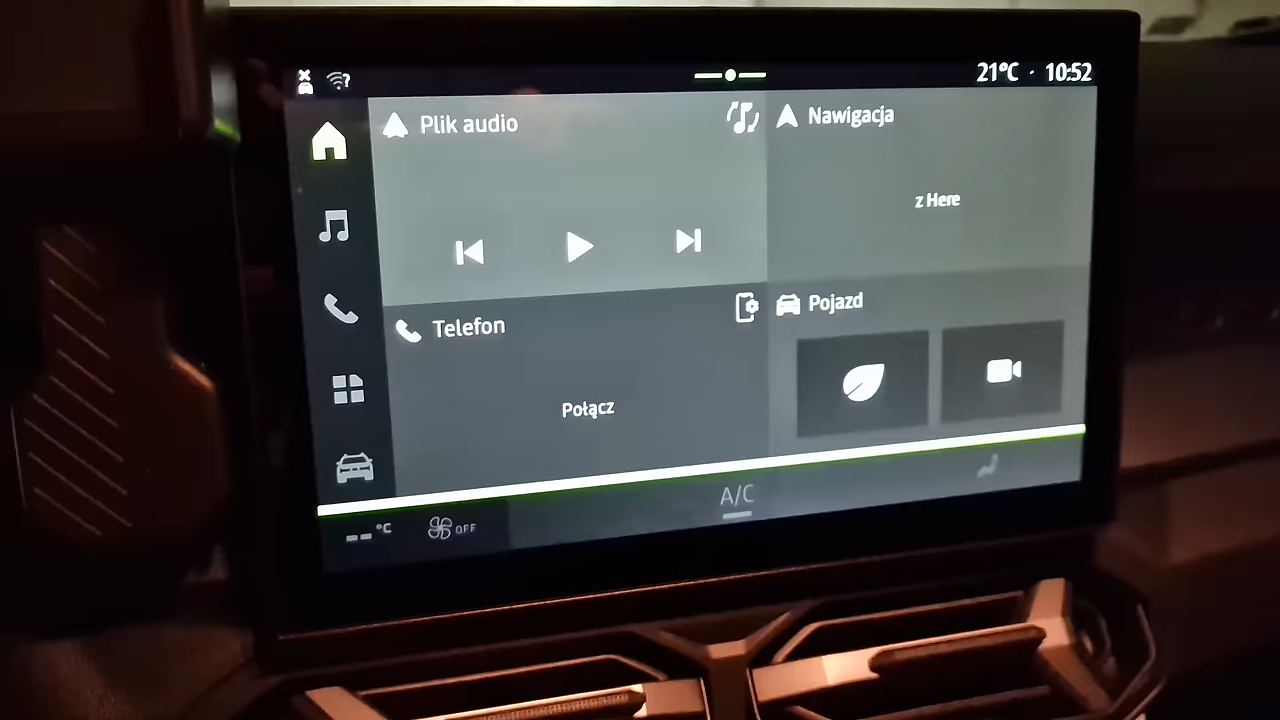 21°C · 10:52
Plik audio
Nawigacja
z Here
Telefon
Pojazd
Połącz
A/C
-- °C
OFF